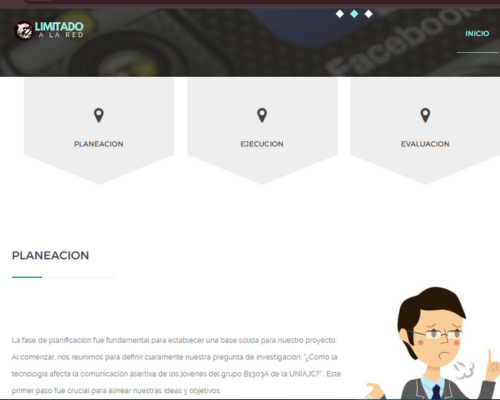 LIMITADO
A LA RED
Facebook
INICIO
PLANEACION
EJECUCION
EVALUACION
PLANEACION
La fase de planificación fue fundamental para establecer una base sólida para nuestro proyecto.
Al comenzar, nos reunimos para definir claramente nuestra pregunta de investigación: "¿Cómo la
tecnología afecta la comunicación asertiva de los jóvenes del grupo B1303A de la UNIAJC?" . Este
primer paso fue crucial para alinear nuestras ideas y objetivos.